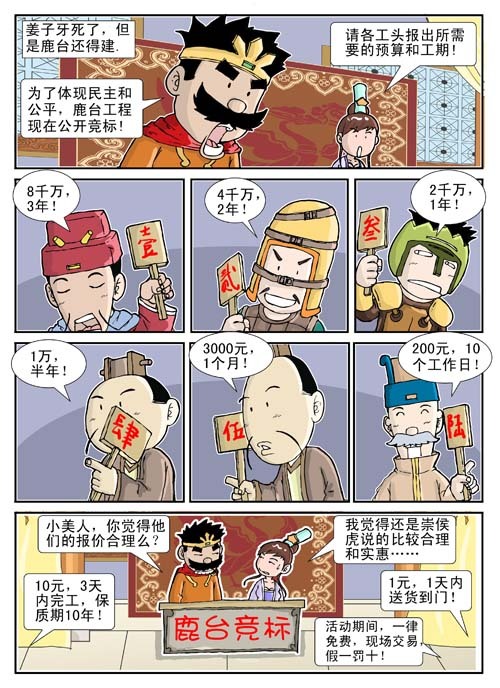 姜子牙死了，但
是鹿台还得建.
为了体现民主和
公平，鹿台工程
现在公开竞标！
请各工头报出所需
要的预算和工期！
8千万，
3年！
壹
4千万，
2年！
贰
2千万，
1年！
叁
1万，
半年！
肆
3000元，
1个月！
伍
200元，10
个工作日！
陆
小美人，你觉得他
们的报价合理么？
我觉得还是崇侯
虎说的比较合理
和实惠……
10元，3天
内完工，保
质期10年！
鹿台竞标
1元，1天内
送货到门！
活动期间，一律
免费，现场交易，
假一罚十！